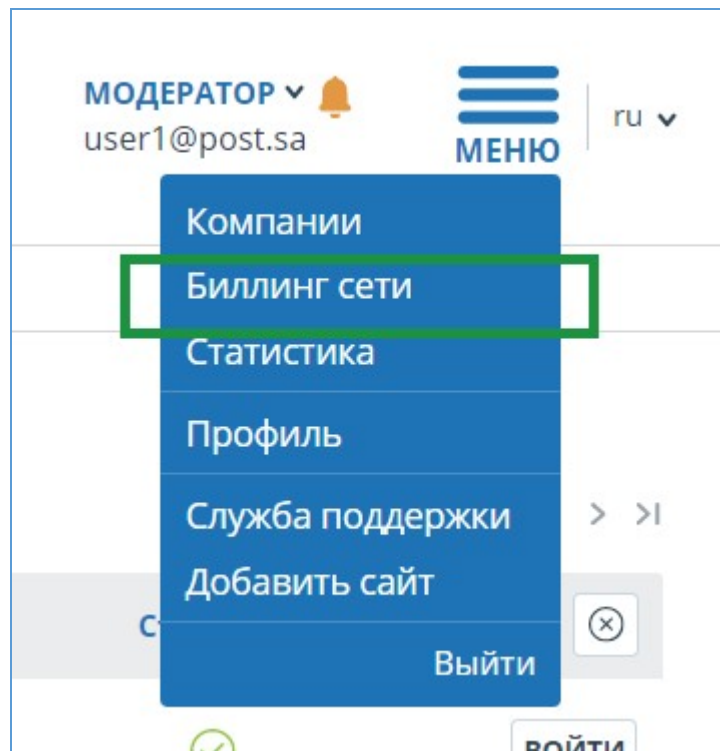 МОДЕРАТОР
user1@post.sa
МЕНЮ
ru
Компании
Биллинг сети
Статистика
Профиль
Служба поддержки
Добавить сайт
Выйти
ВОЙТИ